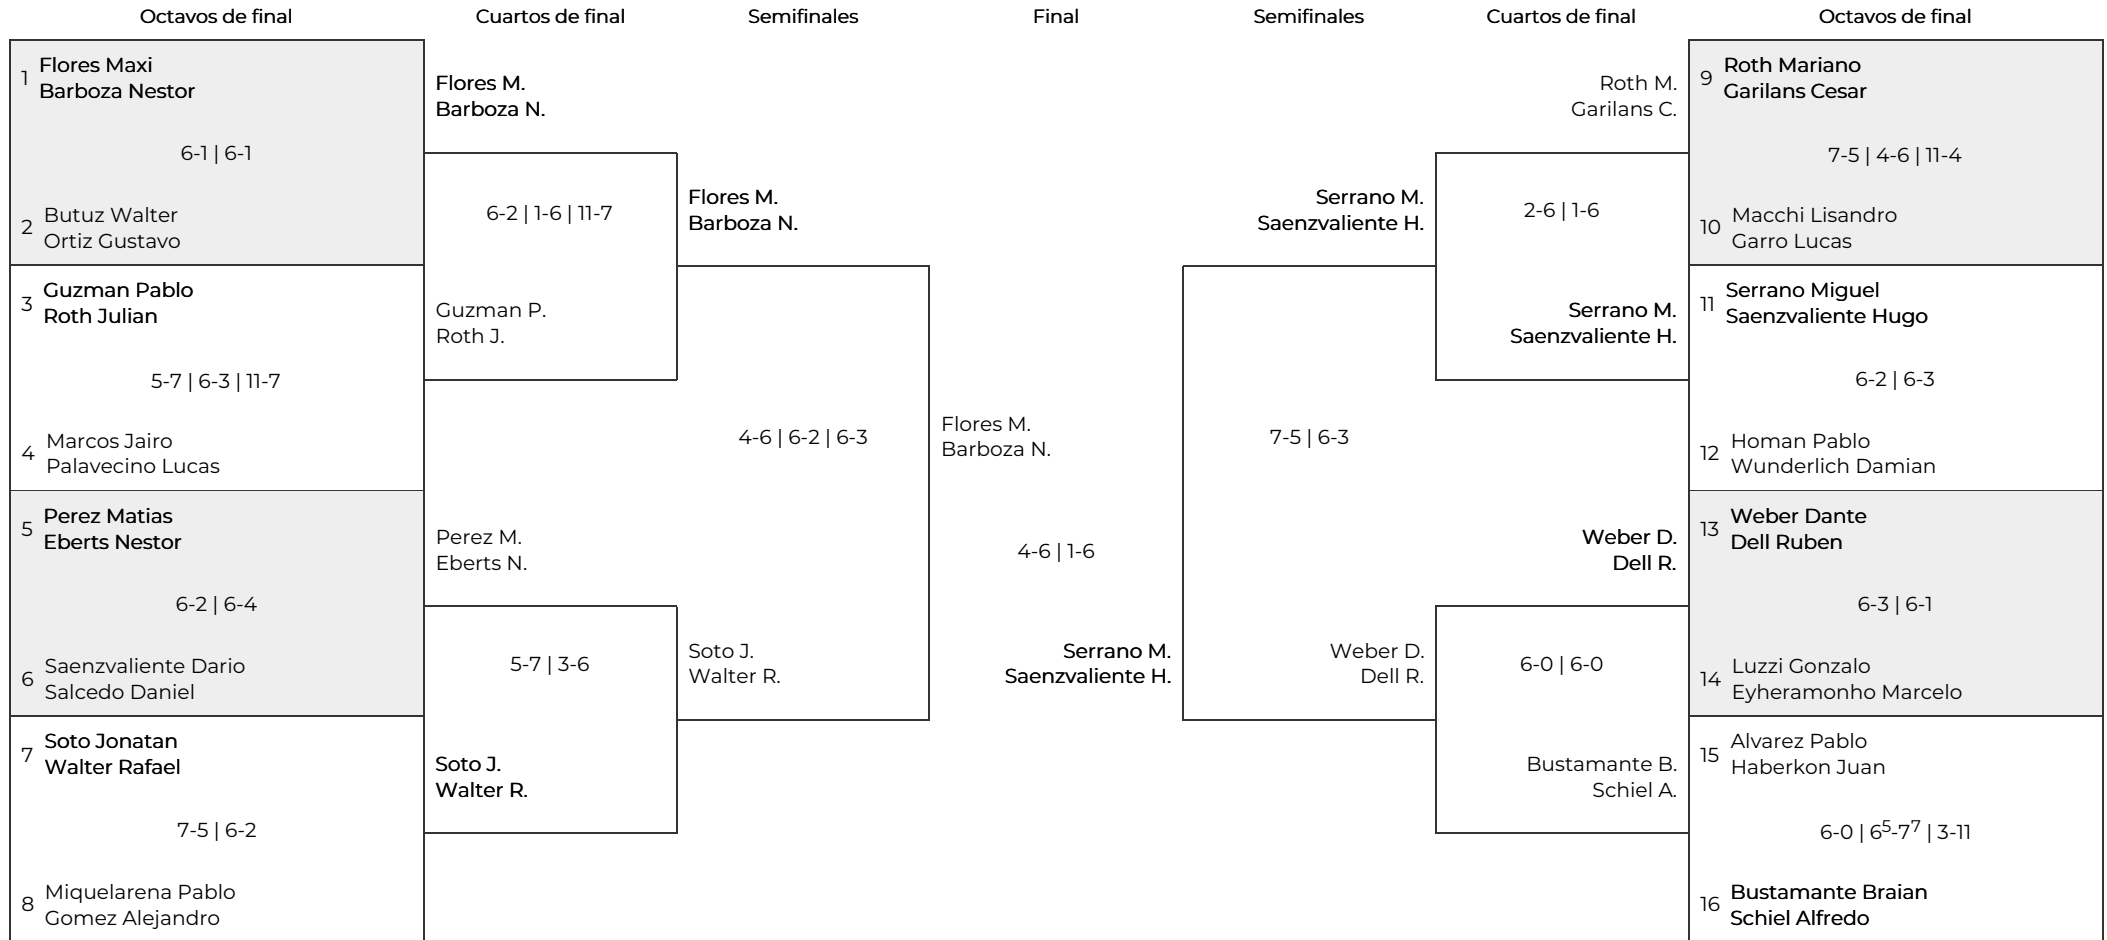 Octavos de final
Cuartos de final
Semifinales
Final
Semifinales
Cuartos de final
Octavos de final
1
Flores Maxi
Barboza Nestor
6-1 | 6-1
2
Butuz Walter
Ortiz Gustavo
3
Guzman Pablo
Roth Julian
5-7 | 6-3 | 11-7
4
Marcos Jairo
Palavecino Lucas
5
Perez Matias
Eberts Nestor
6-2 | 6-4
6
Saenzvaliente Dario
Salcedo Daniel
7
Soto Jonatan
Walter Rafael
7-5 | 6-2
8
Miquelarena Pablo
Gomez Alejandro
Flores M.
Barboza N.
6-2 | 1-6 | 11-7
Guzman P.
Roth J.
Perez M.
Eberts N.
5-7 | 3-6
Soto J.
Walter R.
Flores M.
Barboza N.
4-6 | 6-2 | 6-3
Soto J.
Walter R.
Flores M.
Barboza N.
4-6 | 1-6
Serrano M.
Saenzvaliente H.
Serrano M.
Saenzvaliente H.
7-5 | 6-3
Weber D.
Dell R.
Roth M.
Garilans C.
2-6 | 1-6
Serrano M.
Saenzvaliente H.
Weber D.
Dell R.
6-0 | 6-0
Bustamante B.
Schiel A.
9
Roth Mariano
Garilans Cesar
7-5 | 4-6 | 11-4
10
Macchi Lisandro
Garro Lucas
11
Serrano Miguel
Saenzvaliente Hugo
6-2 | 6-3
12
Homan Pablo
Wunderlich Damian
13
Weber Dante
Dell Ruben
6-3 | 6-1
14
Luzzi Gonzalo
Eyheramonho Marcelo
15
Alvarez Pablo
Haberkon Juan
6-0 | 6⁵-7⁷ | 3-11
16
Bustamante Braian
Schiel Alfredo